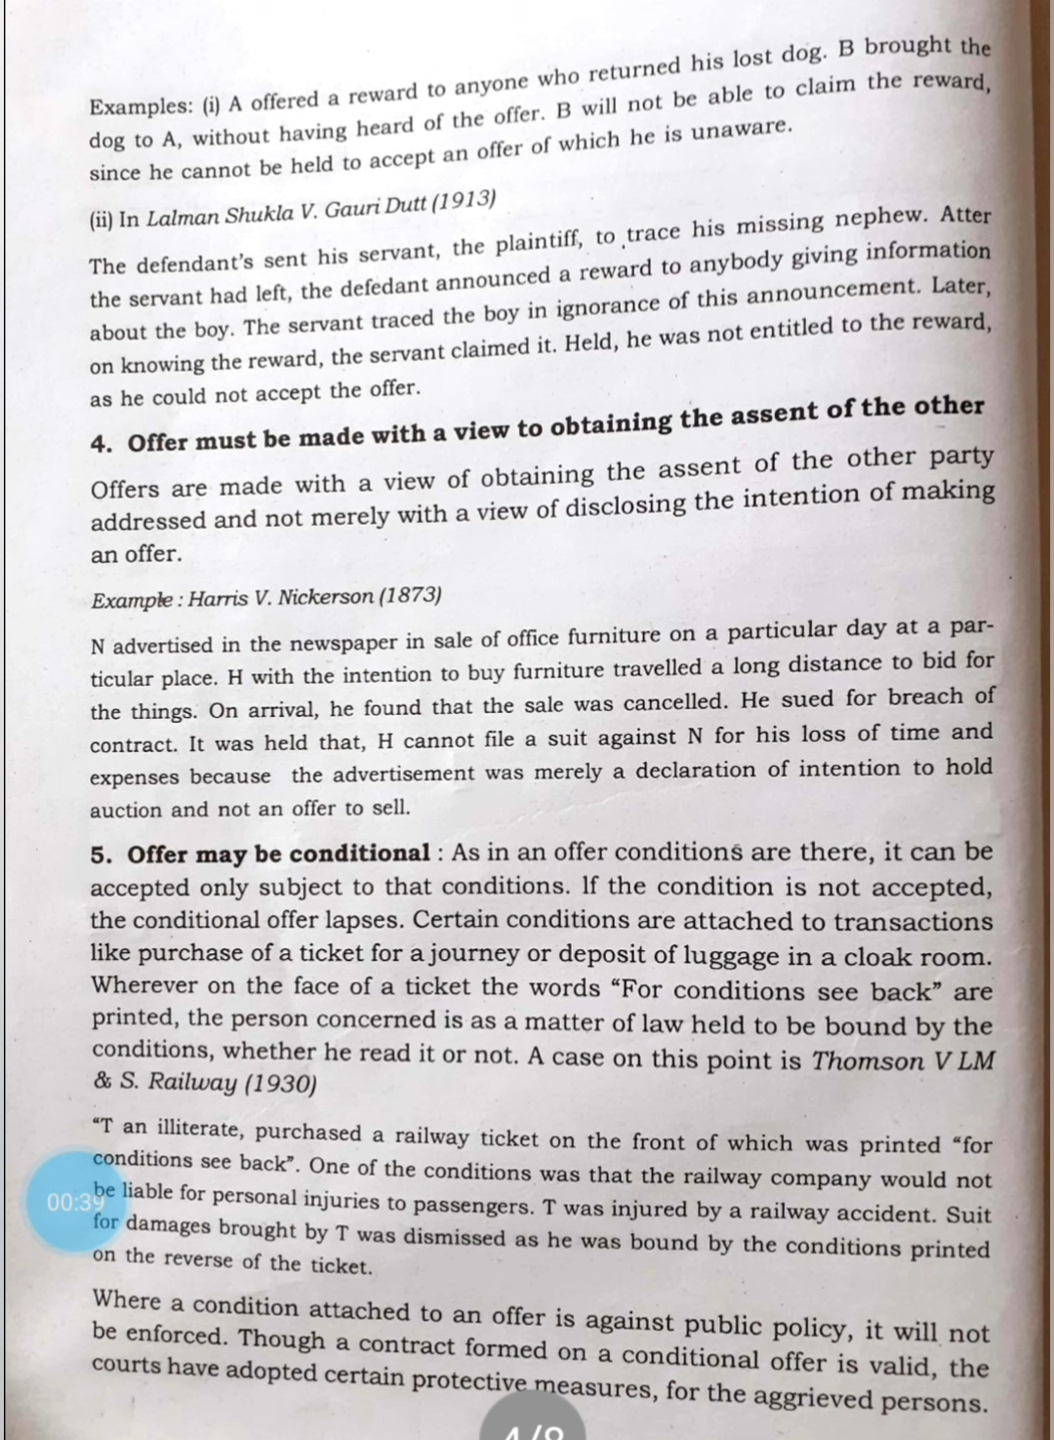 Examples: (i) A offered a reward to anyone who returned his lost dog. B brought the
dog to A, without having heard of the offer. B will not be able to claim the reward,
since he cannot be held to accept an offer of which he is unaware.
(ii) In Lalman Shukla V. Gauri Dutt (1913)
The defendant's sent his servant, the plaintiff, to trace his missing nephew. Atter
the servant had left, the defedant announced a reward to anybody giving information
about the boy. The servant traced the boy in ignorance of this announcement. Later,
on knowing the reward, the servant claimed it. Held, he was not entitled to the reward,
as he could not accept the offer.
4. Offer must be made with a view to obtaining the assent of the other
Offers are made with a view of obtaining the assent of the other party
addressed and not merely with a view of disclosing the intention of making
an offer.
Example : Harris V. Nickerson (1873)
N advertised in the newspaper in sale of office furniture on a particular day at a par-
ticular place. H with the intention to buy furniture travelled a long distance to bid for
the things. On arrival, he found that the sale was cancelled. He sued for breach of
contract. It was held that, H cannot file a suit against N for his loss of time and
expenses because the advertisement was merely a declaration of intention to hold
auction and not an offer to sell.
5. Offer may be conditional : As in an offer conditions are there, it can be
accepted only subject to that conditions. If the condition is not accepted,
the conditional offer lapses. Certain conditions are attached to transactions
like purchase of a ticket for a journey or deposit of luggage in a cloak room.
Wherever on the face of a ticket the words "For conditions see back" are
printed, the person concerned is as a matter of law held to be bound by the
conditions, whether he read it or not. A case on this point is Thomson V LM
& S. Railway (1930)
"T an illiterate, purchased a railway ticket on the front of which was printed "for
conditions see back". One of the conditions was that the railway company would not
be liable for personal injuries to passengers. T was injured by a railway accident. Suit
00:39
for damages brought by T was dismissed as he was bound by the conditions printed
on the reverse of the ticket.
Where a condition attached to an offer is against public policy, it will not
be enforced. Though a contract formed on a conditional offer is valid, the
courts have adopted certain protective measures, for the aggrieved persons.